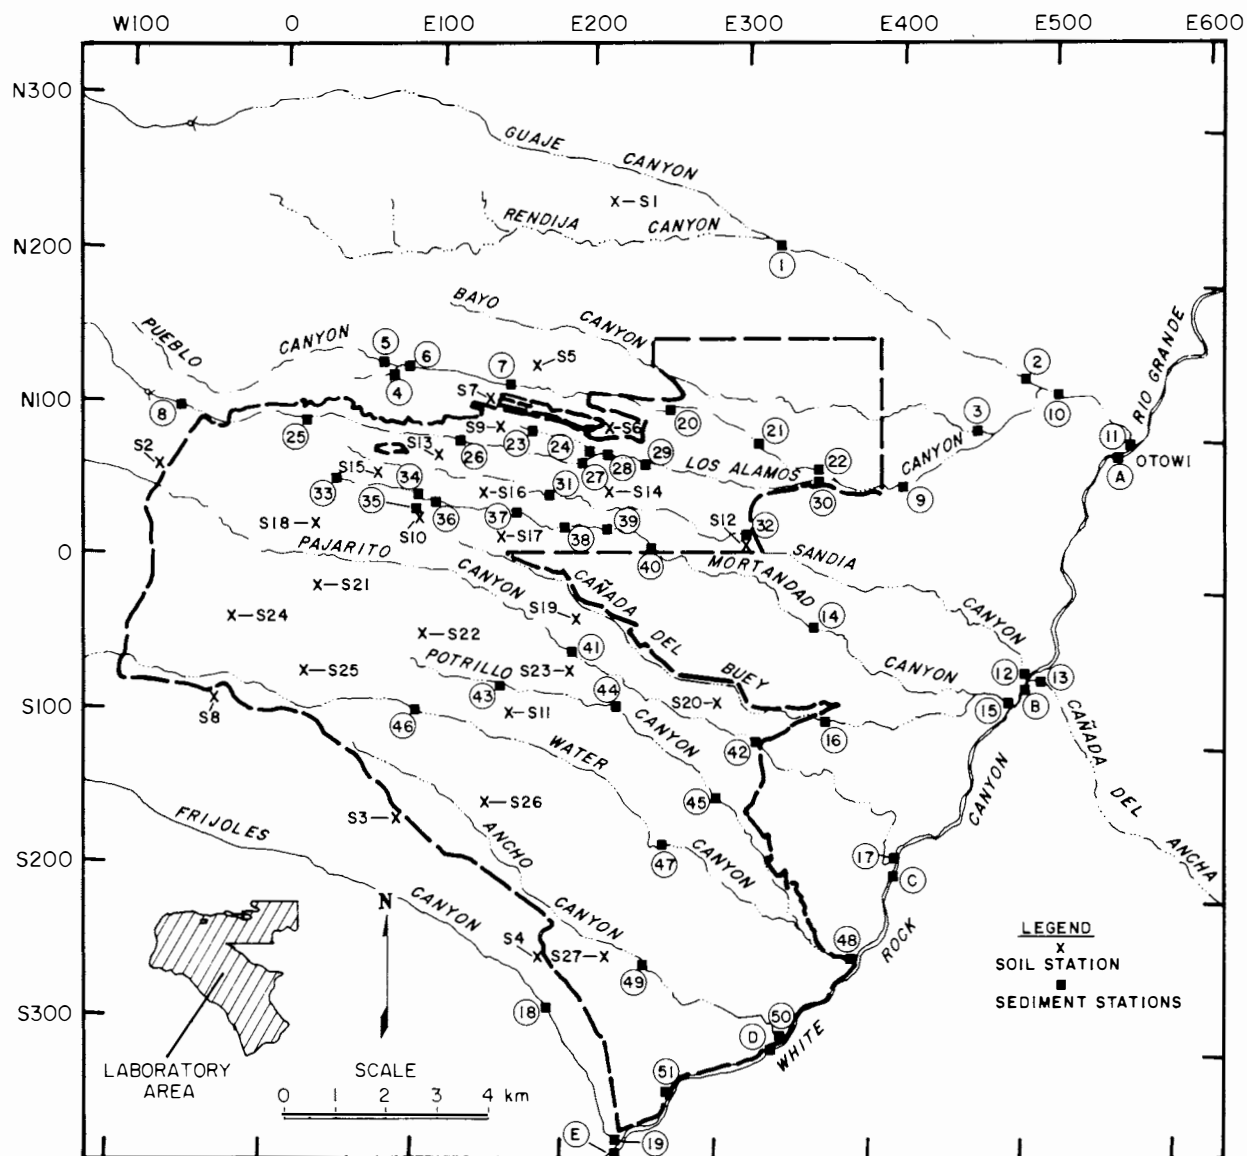 W100 0 E100 E200 E300 E400 E500 E600
N300
GUAJE CANYON
X—S1
RENDIJA CANYON
N200
1
BAYO CANYON
RIO GRANDE
PUEBLO CANYON
5 6 7 S5
4
2
S7
N100
8
25
S9 23 S6
20
21
3
10
11
S2
S13
26
24
27 28 29
LOS ALAMOS CANYON
22
30
9
A OTOWI
S15
34
33
35
36
S10
X—S16
31
X—S14
37
X—S17
38
39
S12 32
S18—X
0
40
PAJARITO CANYON
SANDIA CANYON
MORTANDAD CANYON
X—S21
CAÑADA DEL BUEY
X—S24
S19
14
X—S22
41
POTRILLO CANYON
S23—X
X—S25
43
44
12 13
S8
S100
46
X—S11
S20—X
42
16
15 B
CAÑADA DEL ANCHA
WATER CANYON
S3—X
X—S26
45
FRIJOLES CANYON
ANCHO CANYON
S200
47
17
C
WHITE ROCK CANYON
N
S4
S27—X
48
49
LEGEND
X
SOIL STATION
SEDIMENT STATIONS
S300
18
50
D
LABORATORY
AREA
SCALE
0 1 2 3 4 km
51
E
19